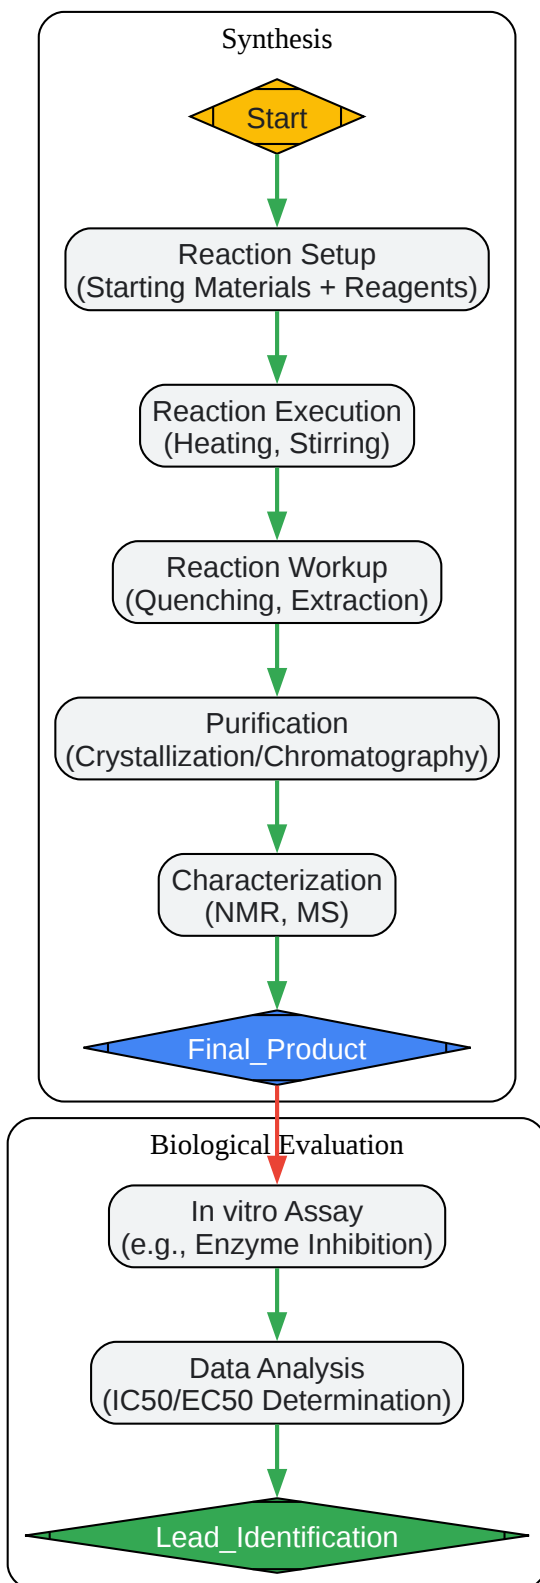 Synthesis
Start
Reaction Setup
(Starting Materials + Reagents)
Reaction Execution
(Heating, Stirring)
Reaction Workup
(Quenching, Extraction)
Purification
(Crystallization/Chromatography)
Characterization
(NMR, MS)
Final_Product
Biological Evaluation
In vitro Assay
(e.g., Enzyme Inhibition)
Data Analysis
(IC50/EC50 Determination)
Lead_Identification